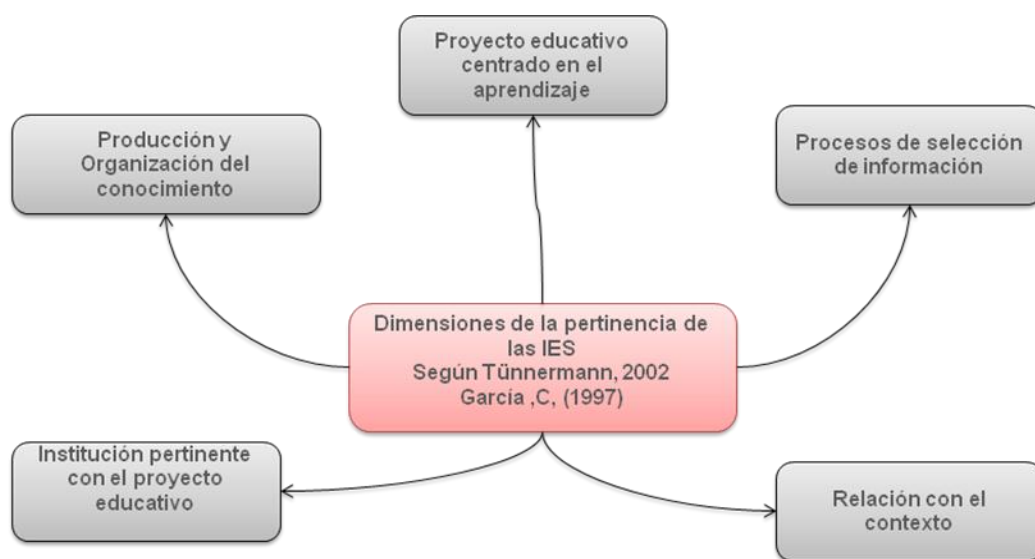 Proyecto educativo
centrado en el
aprendizaje
Producción y
Organización del
conocimiento
Procesos de selección
de información
Dimensiones de la pertinencia de
las IES
Según Tünnermann, 2002
García ,C, (1997)
Institución pertinente
con el proyecto
educativo
Relación con el
contexto